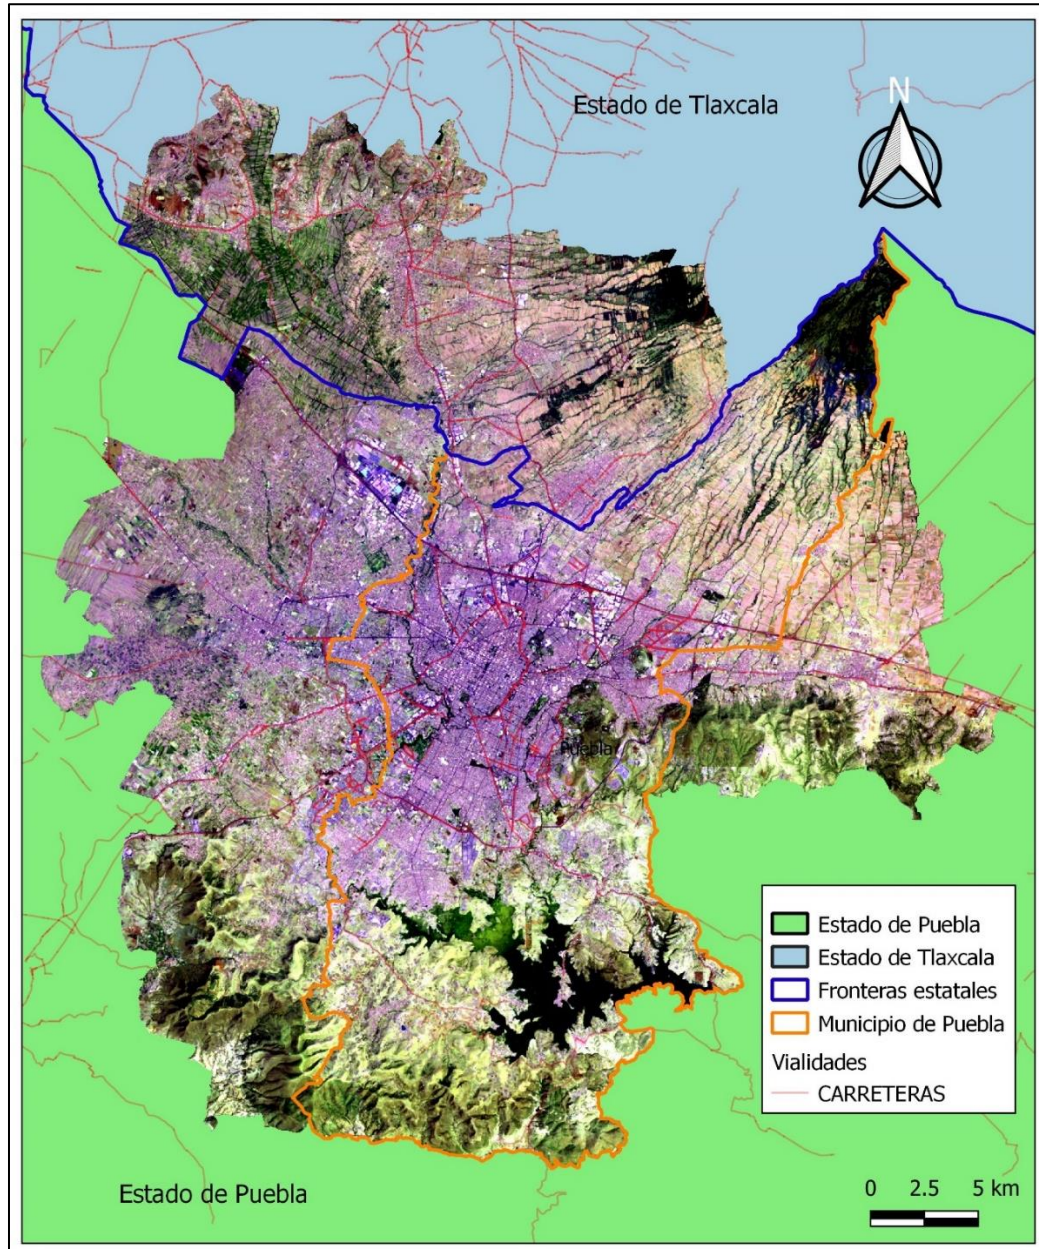 Estado de Tlaxcala
N
Puebla
Estado de Puebla
Estado de Tlaxcala
Fronteras estatales
Municipio de Puebla
Vialidades
CARRETERAS
Estado de Puebla
0 2.5 5 km